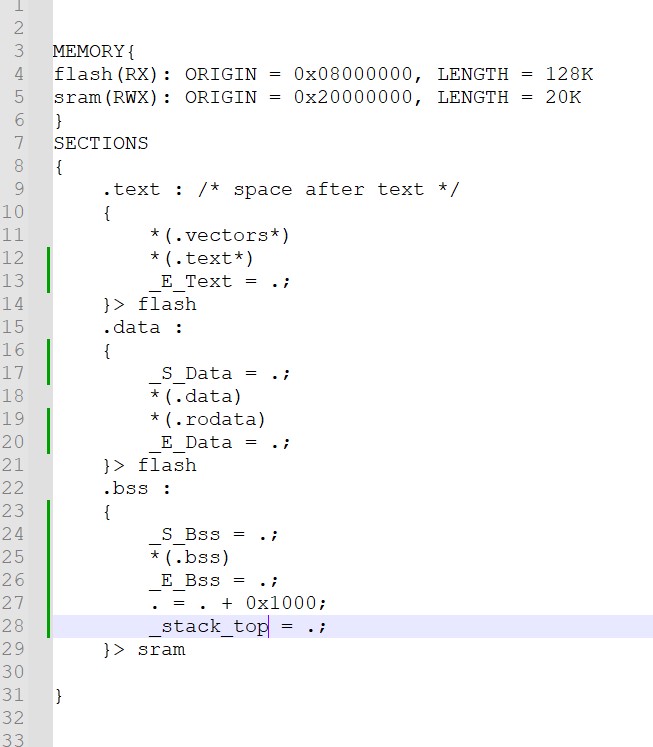 1
2
3 MEMORY{
4 flash(RX): ORIGIN = 0x08000000, LENGTH = 128K
5 sram(RWX): ORIGIN = 0x20000000, LENGTH = 20K
6 }
7 SECTIONS
8 {
9 .text : /* space after text */
10 {
11 *(.vectors*)
12 *(.text*)
13 _E_Text = .;
14 }> flash
15 .data :
16 {
17 _S_Data = .;
18 *(.data)
19 *(.rodata)
20 _E_Data = .;
21 }> flash
22 .bss :
23 {
24 _S_Bss = .;
25 *(.bss)
26 _E_Bss = .;
27 . = . + 0x1000;
28 _stack_top = .;
29 }> sram
30
31 }
32
33